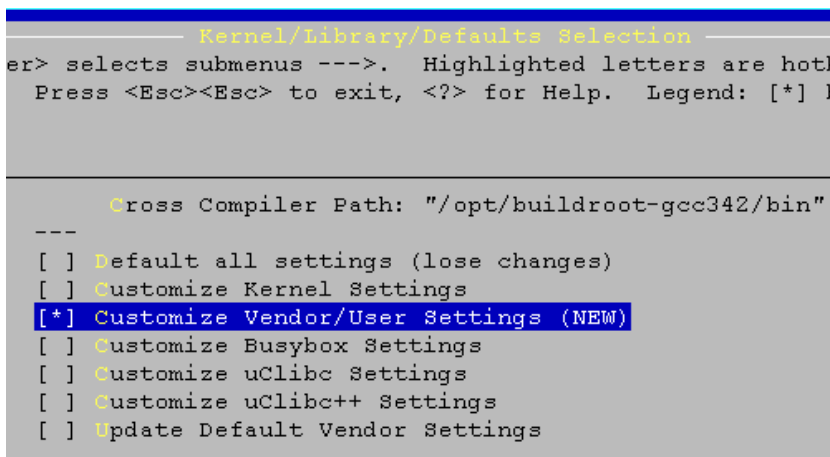 Kernel/Library/Defaults Selection
er> selects submenus --->. Highlighted letters are hot
Press <Esc><Esc> to exit, <?> for Help. Legend: [*]
Cross Compiler Path: "/opt/buildroot-gcc342/bin"
---
[ ] Default all settings (lose changes)
[ ] Customize Kernel Settings
[*] Customize Vendor/User Settings (NEW)
[ ] Customize Busybox Settings
[ ] Customize uClibc Settings
[ ] Customize uClibc++ Settings
[ ] Update Default Vendor Settings